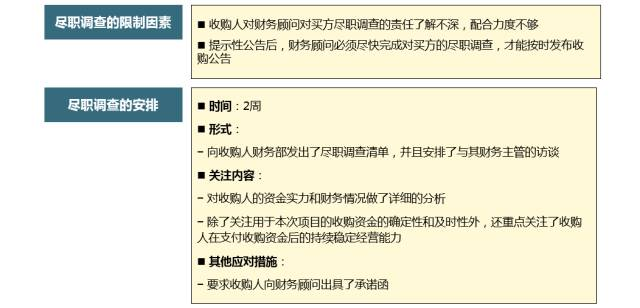 尽职调查的限制因素
■ 收购人对财务顾问对买方尽职调查的责任了解不深，配合力度不够
■ 提示性公告后，财务顾问必须尽快完成对买方的尽职调查，才能按时发布收
购公告
尽职调查的安排
■ 时间：2周
■ 形式：
– 向收购人财务部发出了尽职调查清单，并且安排了与其财务主管的访谈
■ 关注内容：
– 对收购人的资金实力和财务情况做了详细的分析
– 除了关注用于本次项目的收购资金的确定性和及时性外，还重点关注了收购
人在支付收购资金后的持续稳定经营能力
■ 其他应对措施：
– 要求收购人向财务顾问出具了承诺函